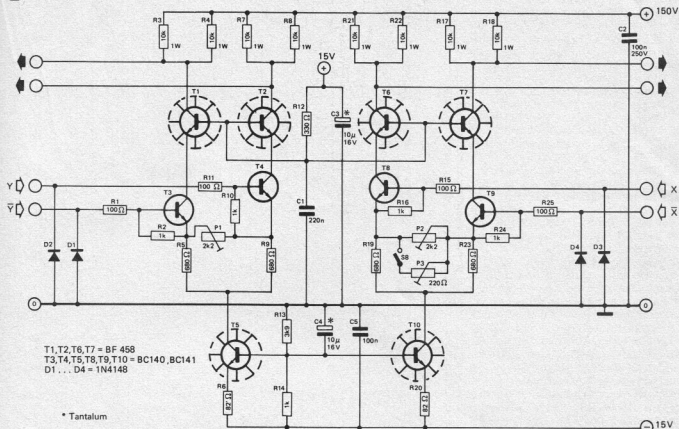 R3 R4 R7 R8 R21 R22 R17 R18 + 150V
10k 10k 10k 10k 10k 10k 10k 10k C2
1W 1W 1W 1W 1W 1W 1W 1W 100n
250V
15V
+
T1 T2 T6 T7
R12 C3 *
330 Ω 10µ
16V
T4 T8
Y R11 R15 X
100Ω 100Ω
T3 R10 R16 T9
1k 1k
Y̅ R1 R25 X̅
100Ω 100Ω
C1
220n
R2 P1 P2 R24
1k 2k2 2k2 1k
D2 D1 R5 R9 R19 S8 P3 R23 D4 D3
680 Ω 680 Ω 680 Ω 220Ω 680 Ω
0 0
R13 C4 * C5
3k9 10µ 100n
16V
T5 T10
T1,T2,T6,T7 = BF 458
T3,T4,T5,T8,T9,T10 = BC140 ,BC141
D1 . . . D4 = 1N4148
R6 R14 R20
82 Ω 1k 82 Ω
* Tantalum
− 15V